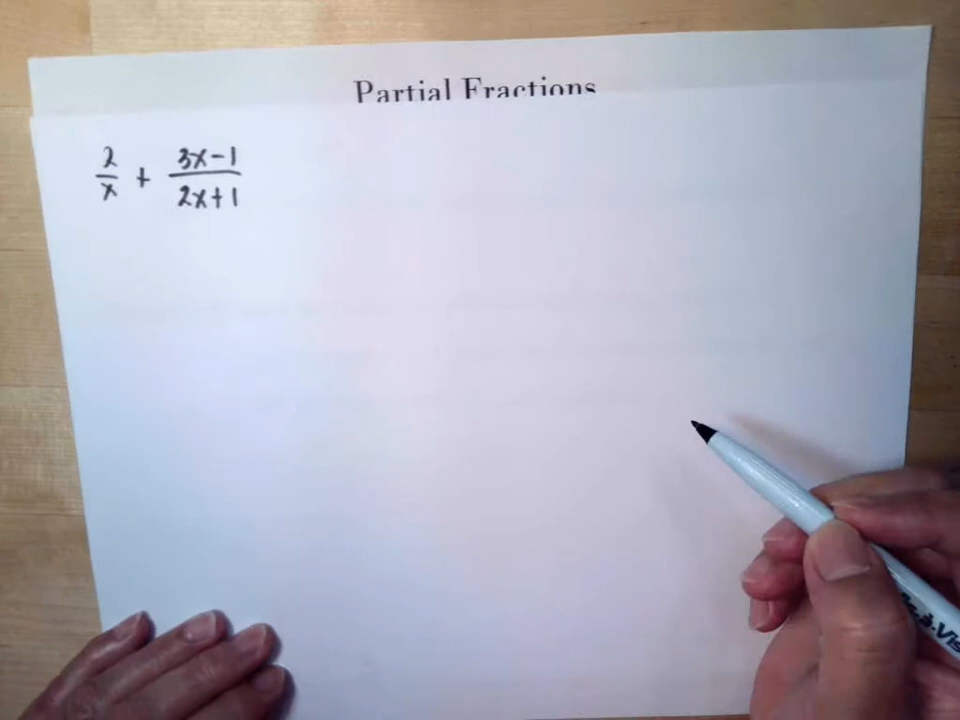 Partial Fractions
2/x + (3x-1)/(2x+1)